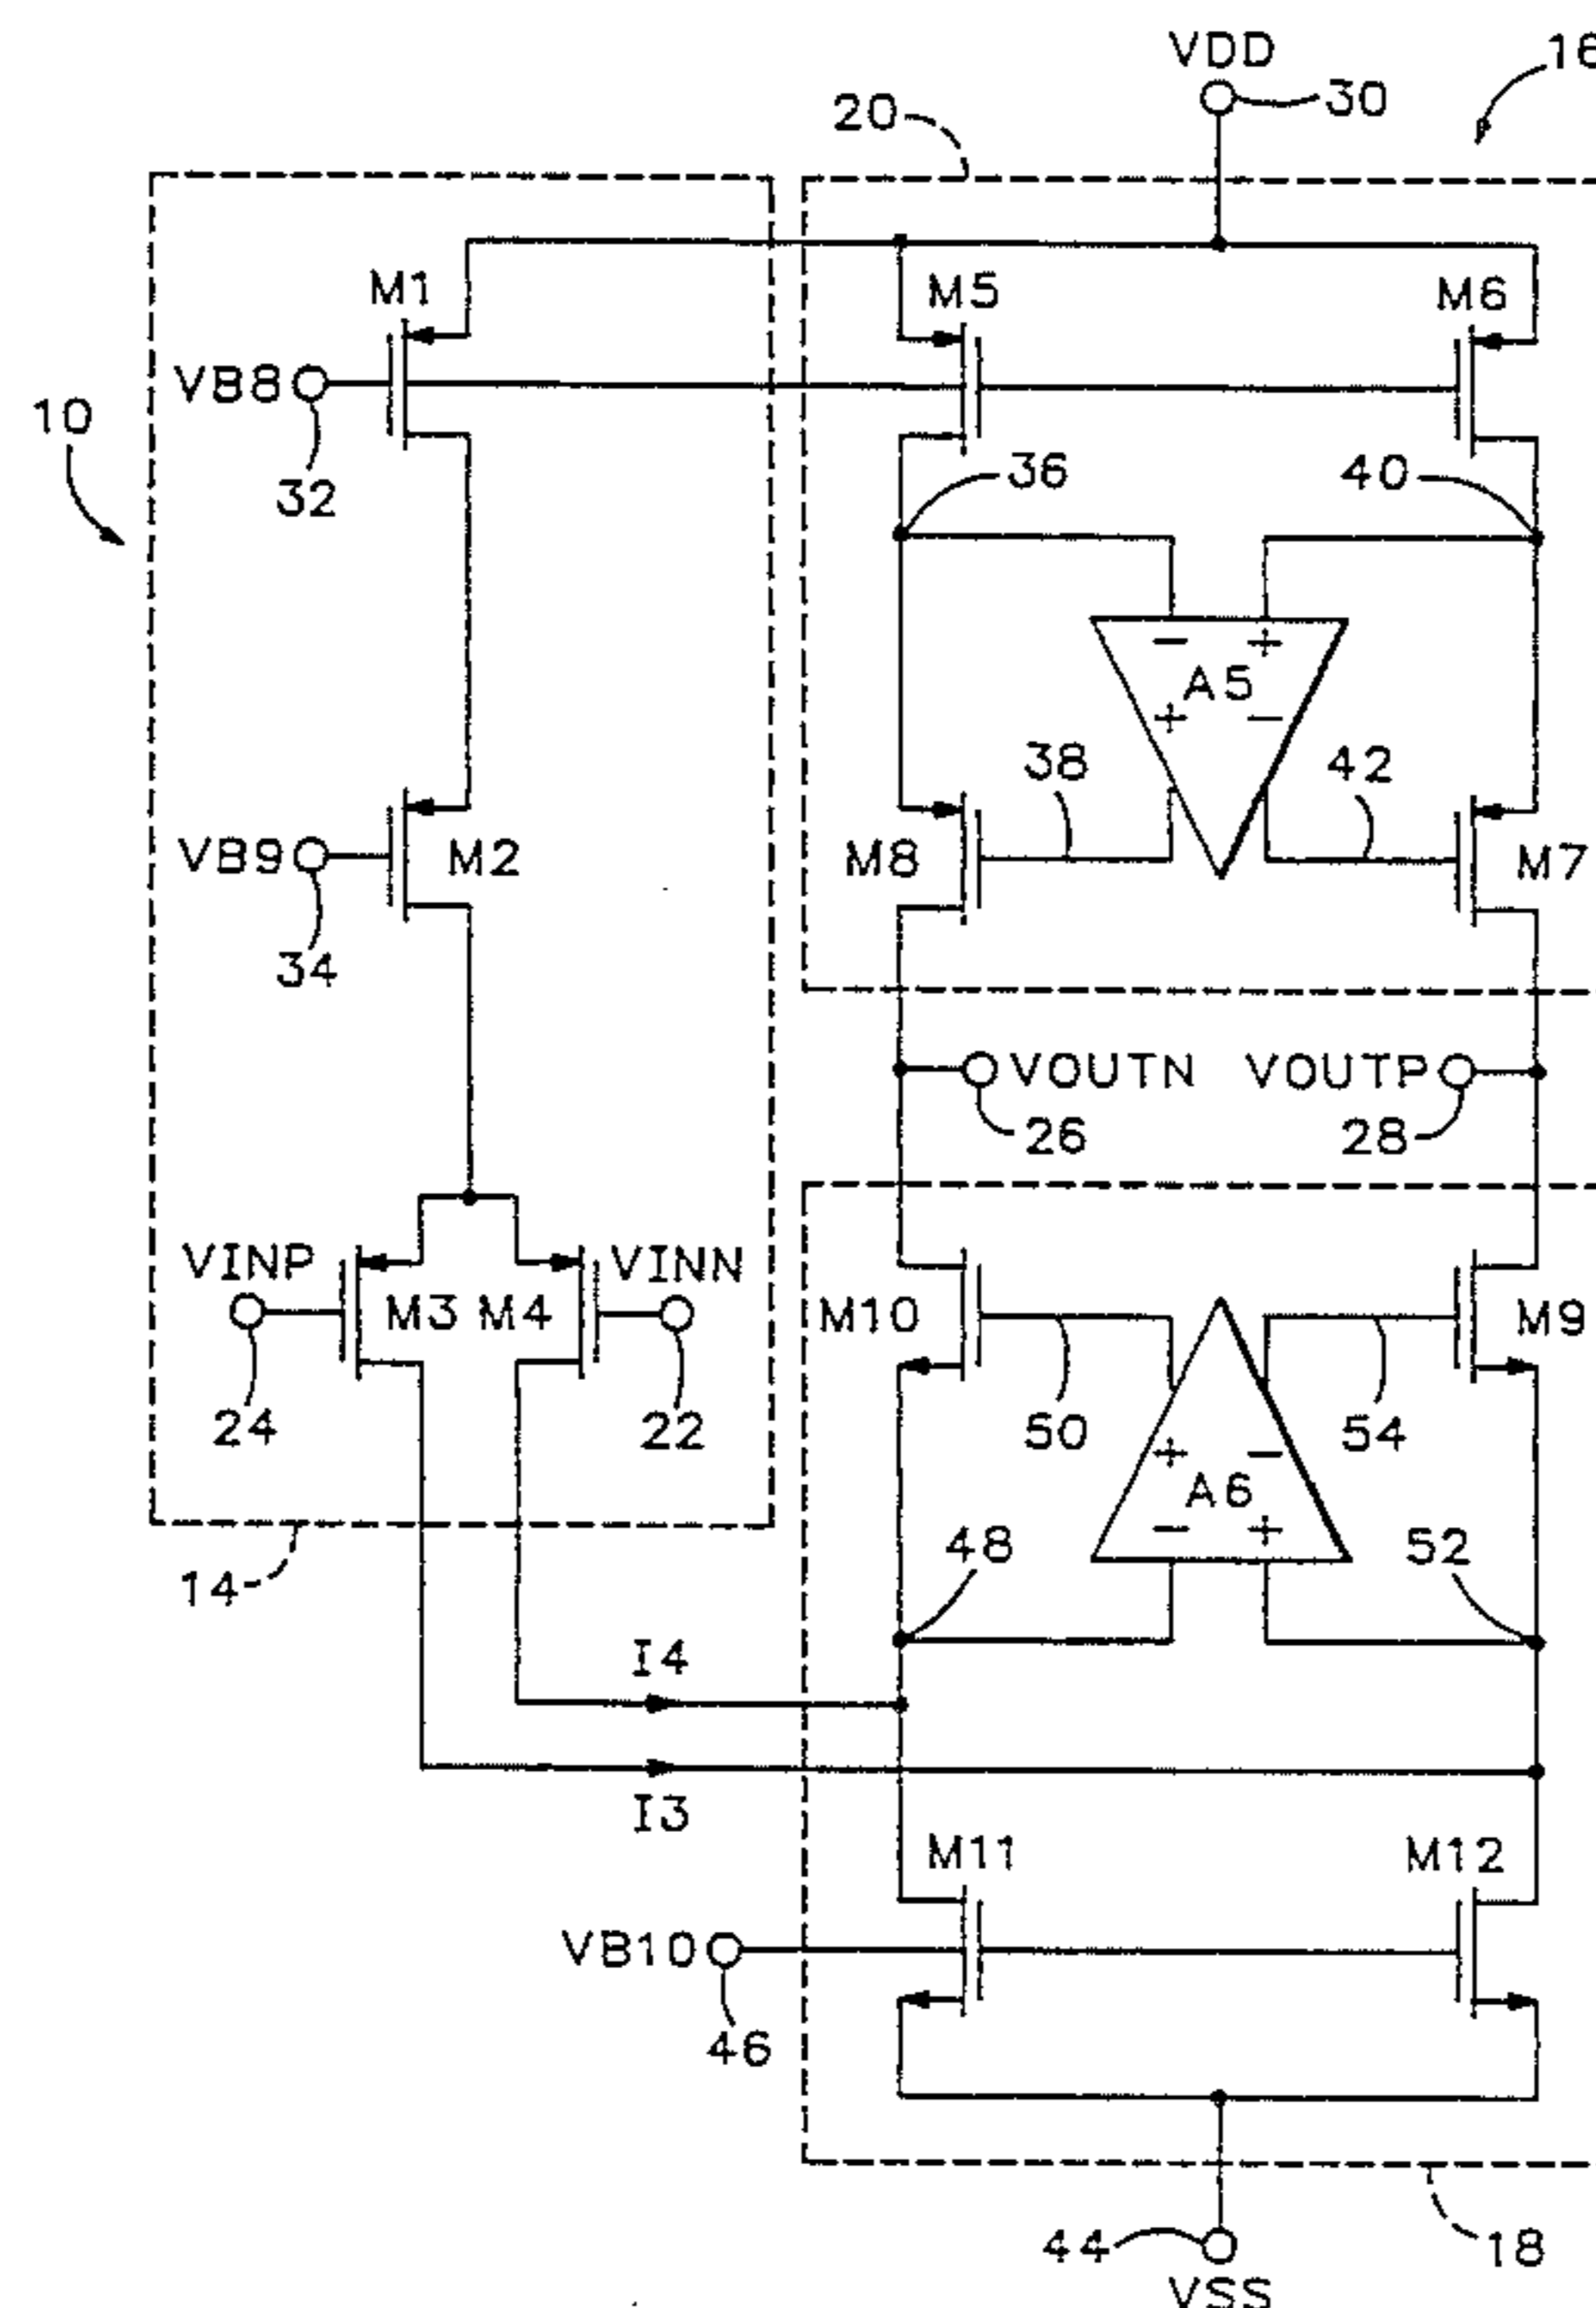 VDD
16
30
20
M1
M5
M6
VB8
10
32
36
40
- +
A5
+ -
38
42
VB9
M2
M8
M7
34
VOUTN
VOUTP
26
28
VINP
VINN
M3
M4
M10
M9
24
22
50
54
+ -
A6
- +
48
52
14
I4
I3
M11
M12
VB10
46
44
18
VSS